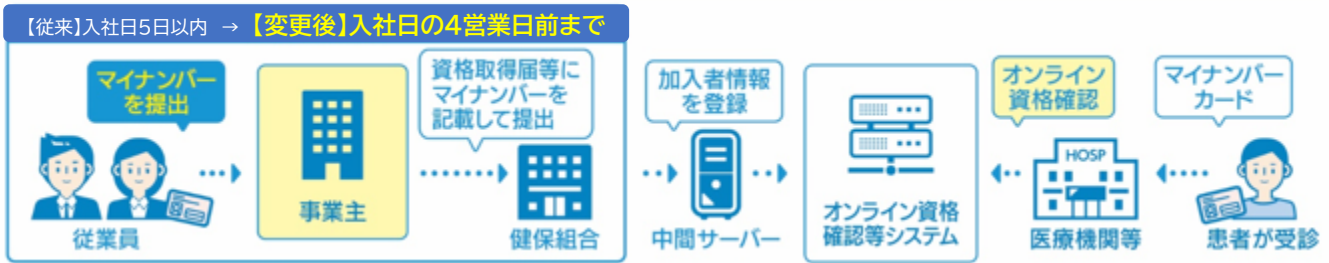 【従来】入社日5日以内 → 【変更後】入社日の4営業日前まで
マイナンバー
を提出
従業員
事業主
資格取得届等に
マイナンバーを
記載して提出
健保組合
加入者情報
を登録
中間サーバー
オンライン資格
確認等システム
オンライン
資格確認
HOSP
医療機関等
マイナンバー
カード
患者が受診